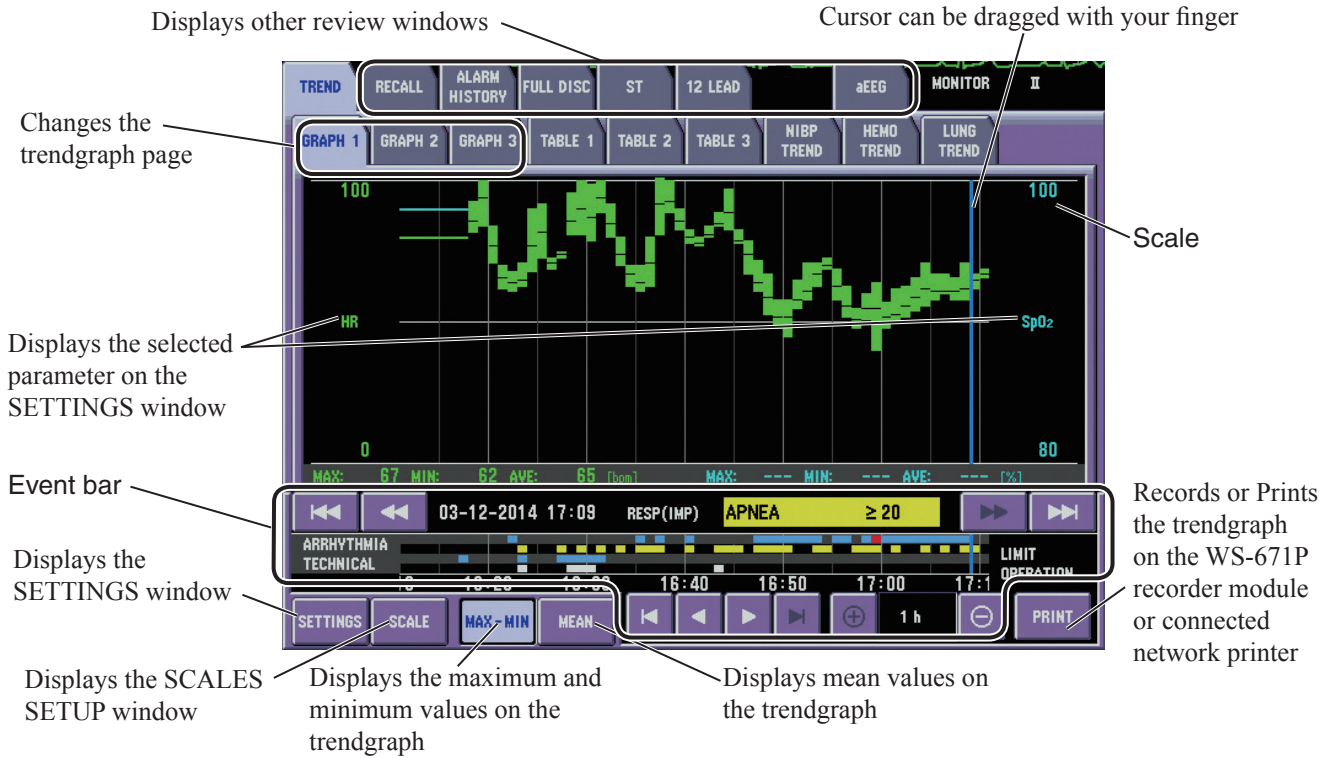 Displays other review windows
Cursor can be dragged with your finger
TREND
RECALL
ALARM
HISTORY
FULL DISC
ST
12 LEAD
aEEG
MONITOR
II
Changes the
trendgraph page
GRAPH 1
GRAPH 2
GRAPH 3
TABLE 1
TABLE 2
TABLE 3
NIBP
TREND
HEMO
TREND
LUNG
TREND
100
100
Scale
HR
SpO2
Displays the selected
parameter on the
SETTINGS window
0
80
MAX: 67 MIN: 62 AVE: 65 [bpm]
MAX: --- MIN: --- AVE: --- [%]
Event bar
03-12-2014 17:09
RESP(IMP)
APNEA ≥ 20
Records or Prints
the trendgraph
on the WS-671P
recorder module
or connected
network printer
ARRHYTHMIA
TECHNICAL
LIMIT
OPERATION
16:40 16:50 17:00 17:1
Displays the
SETTINGS window
SETTINGS
SCALE
MAX-MIN
MEAN
1 h
PRINT
Displays the SCALES
SETUP window
Displays the maximum and
minimum values on the
trendgraph
Displays mean values on
the trendgraph